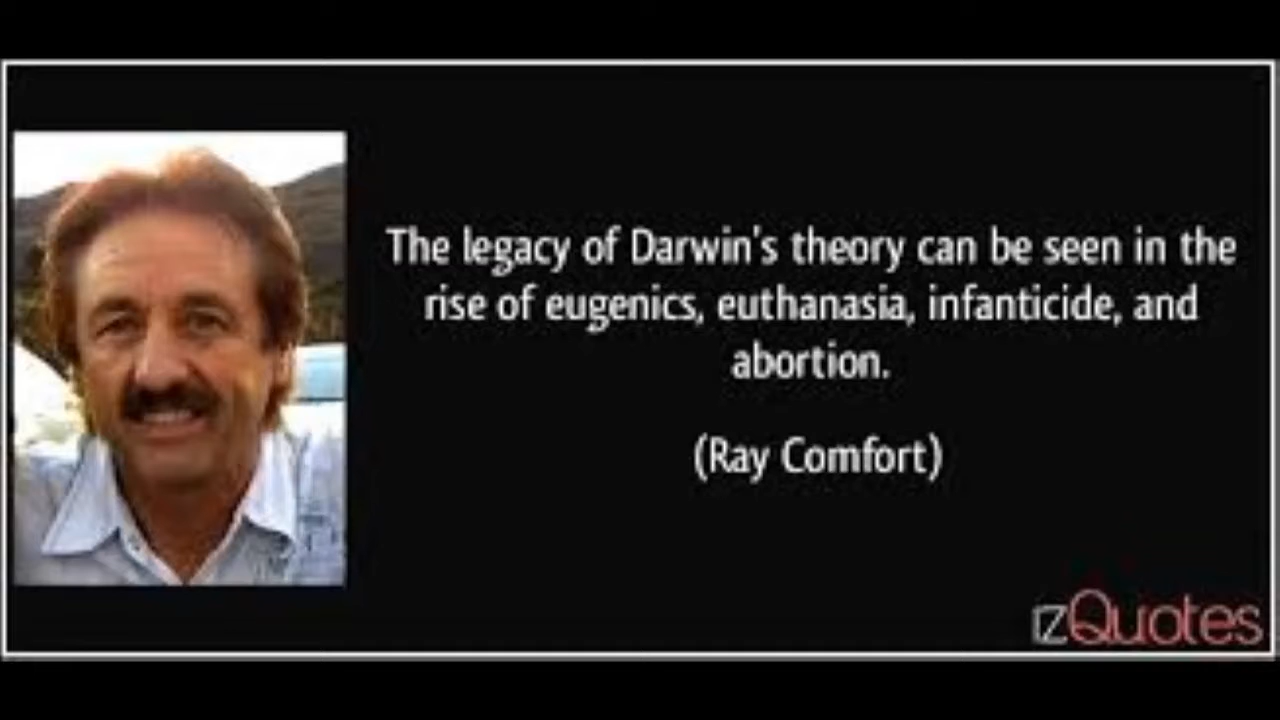 The legacy of Darwin's theory can be seen in the
rise of eugenics, euthanasia, infanticide, and
abortion.
(Ray Comfort)
izQuotes